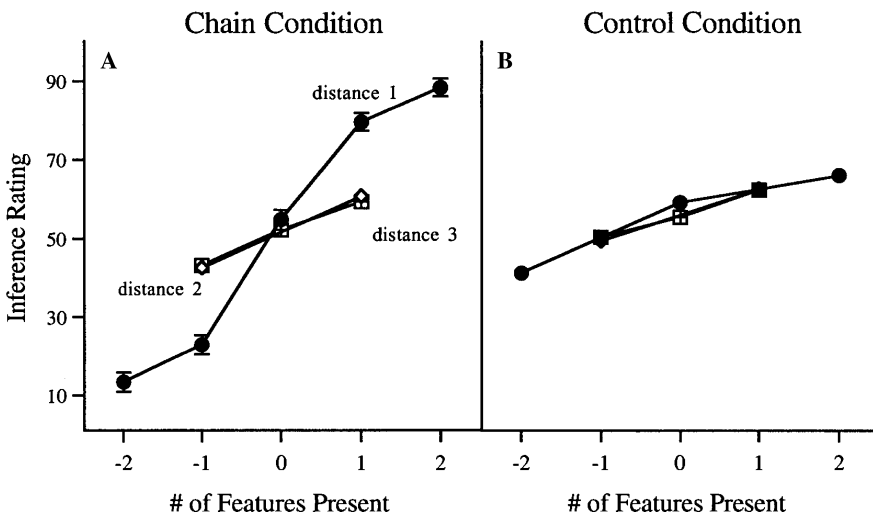 Chain Condition
Control Condition
A
B
distance 1
distance 3
distance 2
Inference Rating
90
70
50
30
10
-2 -1 0 1 2
-2 -1 0 1 2
# of Features Present
# of Features Present